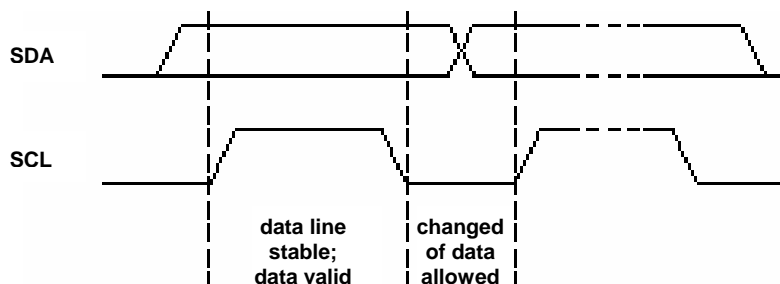 SDA
SCL
data line
stable;
data valid
changed
of data
allowed